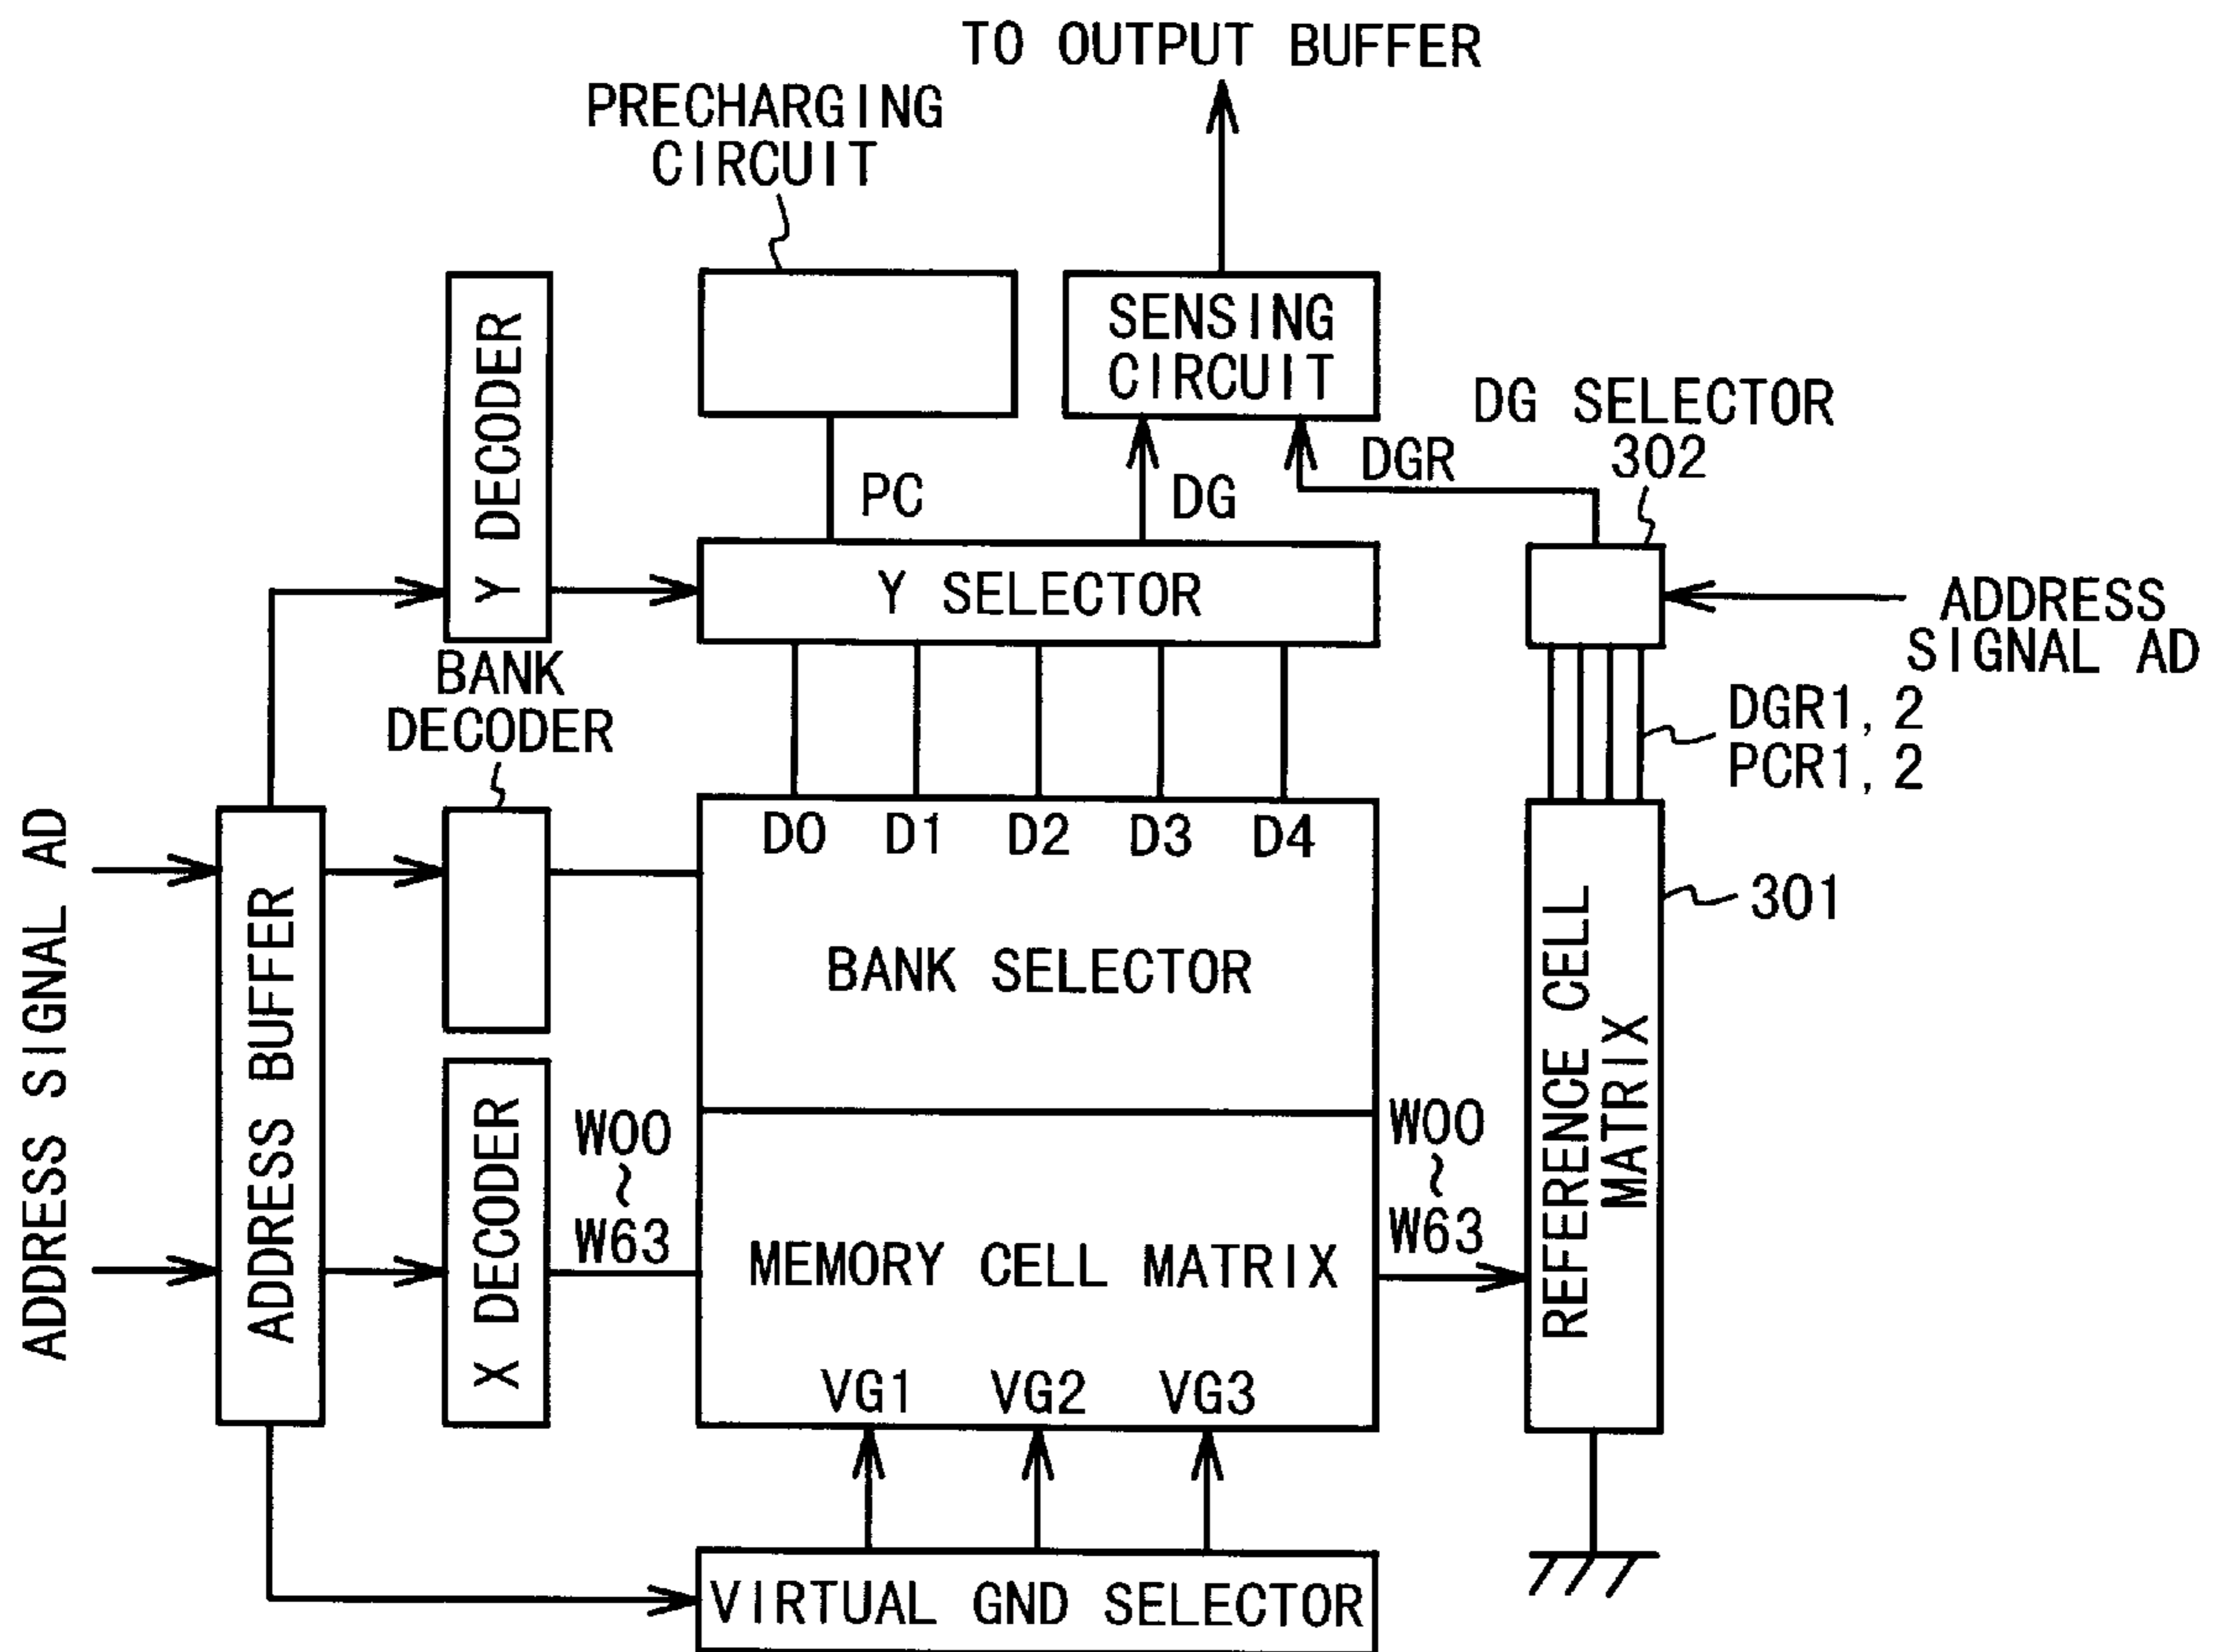 TO OUTPUT BUFFER
PRECHARGING
CIRCUIT
SENSING
CIRCUIT
Y DECODER
DG SELECTOR
302
DGR
PC
DG
Y SELECTOR
ADDRESS
SIGNAL AD
BANK
DECODER
DGR1, 2
PCR1, 2
D0 D1 D2 D3 D4
ADDRESS SIGNAL AD
ADDRESS BUFFER
301
BANK SELECTOR
REFERENCE CELL
MATRIX
X DECODER
W00
~
W63
W00
~
W63
MEMORY CELL MATRIX
VG1 VG2 VG3
VIRTUAL GND SELECTOR